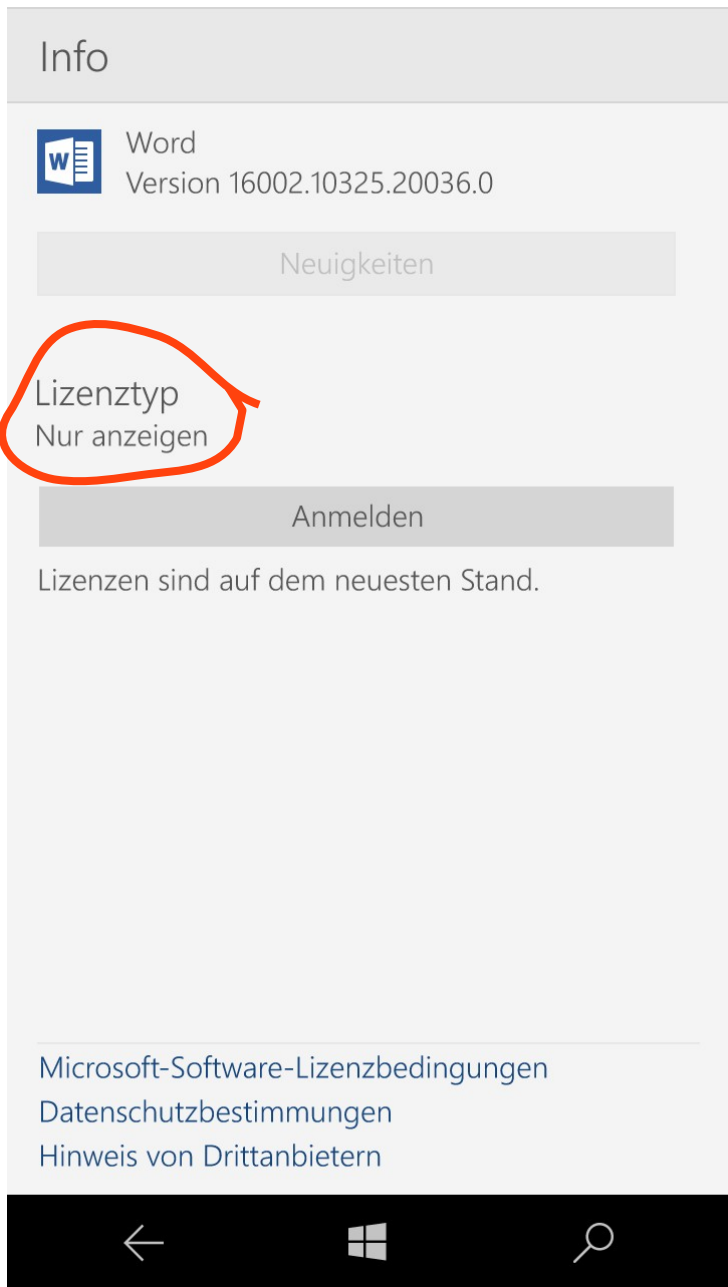 Info
Word
Version 16002.10325.20036.0
Neuigkeiten
Lizenztyp
Nur anzeigen
Anmelden
Lizenzen sind auf dem neuesten Stand.
Microsoft-Software-Lizenzbedingungen
Datenschutzbestimmungen
Hinweis von Drittanbietern